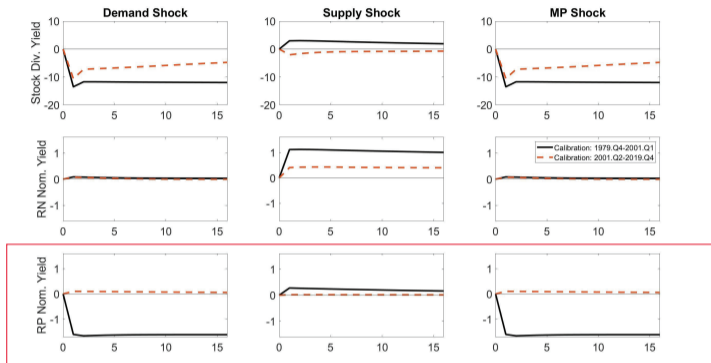 Demand Shock Supply Shock MP Shock
Stock Div. Yield
10 10 10
0 0 0
-10 -10 -10
-20 -20 -20
0 5 10 15 0 5 10 15 0 5 10 15
RN Nom. Yield
1 1 1
0 0 0
-1 -1 -1
Calibration: 1979.Q4-2001.Q1
Calibration: 2001.Q2-2019.Q4
0 5 10 15 0 5 10 15 0 5 10 15
RP Nom. Yield
1 1 1
0 0 0
-1 -1 -1
0 5 10 15 0 5 10 15 0 5 10 15